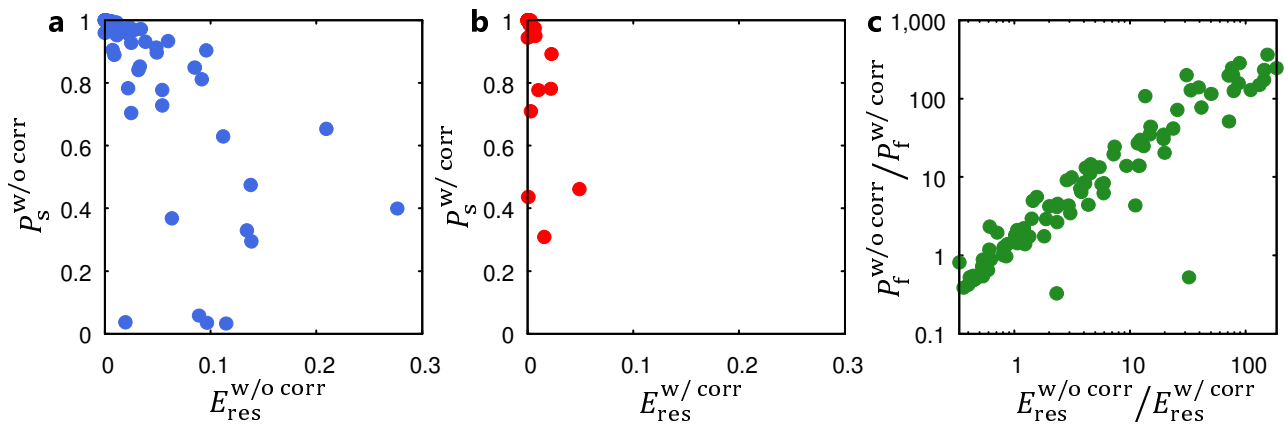 a
1
0.8
0.6
0.4
0.2
0
P_s^{w/o corr}
0 0.1 0.2 0.3
E_res^{w/o corr}
b
1
0.8
0.6
0.4
0.2
0
P_s^{w/ corr}
0 0.1 0.2 0.3
E_res^{w/ corr}
c
1,000
100
10
1
0.1
P_f^{w/o corr}/P_f^{w/ corr}
1 10 100
E_res^{w/o corr}/E_res^{w/ corr}